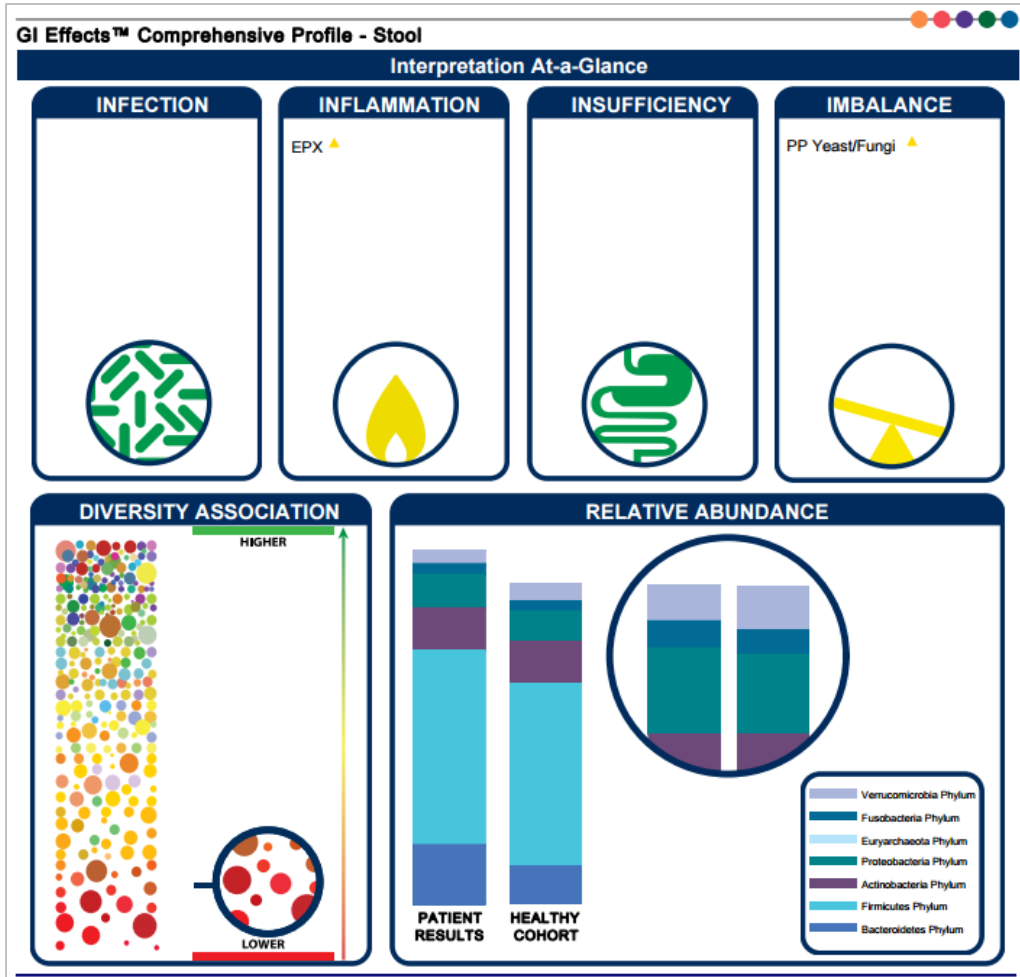 GI Effects™ Comprehensive Profile - Stool
Interpretation At-a-Glance
INFECTION
INFLAMMATION
EPX
INSUFFICIENCY
IMBALANCE
PP Yeast/Fungi
DIVERSITY ASSOCIATION
HIGHER
LOWER
RELATIVE ABUNDANCE
PATIENT
RESULTS
HEALTHY
COHORT
Verrucomicrobia Phylum
Fusobacteria Phylum
Euryarchaeota Phylum
Proteobacteria Phylum
Actinobacteria Phylum
Firmicutes Phylum
Bacteroidetes Phylum